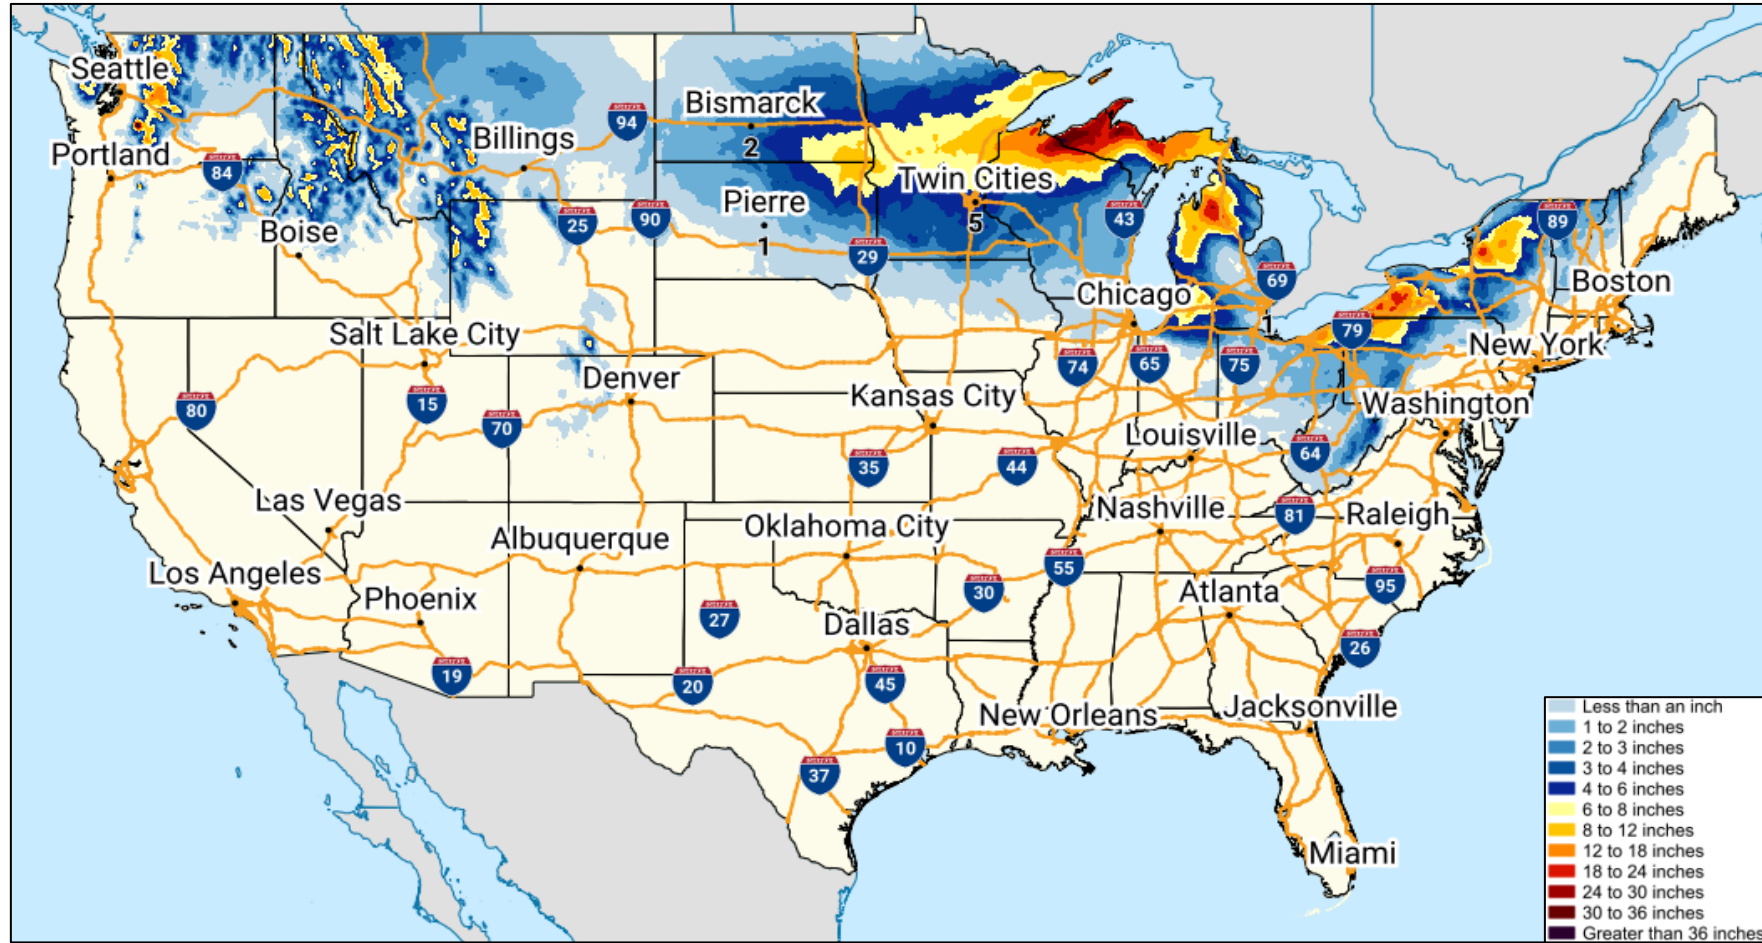 Seattle
Bismarck
94
Billings
2
Portland
84
Twin Cities
Pierre
25
90
43
5
89
Boise
1
29
69
Boston
Chicago
1
79
Salt Lake City
New York
74
65
75
Denver
Kansas City
Washington
80
15
70
Louisville
64
35
44
Las Vegas
Nashville
81
Raleigh
Oklahoma City
Albuquerque
55
Los Angeles
Phoenix
30
95
Atlanta
27
Dallas
26
19
20
45
New Orleans
Jacksonville
10
37
Miami
Less than an inch
1 to 2 inches
2 to 3 inches
3 to 4 inches
4 to 6 inches
6 to 8 inches
8 to 12 inches
12 to 18 inches
18 to 24 inches
24 to 30 inches
30 to 36 inches
Greater than 36 inches